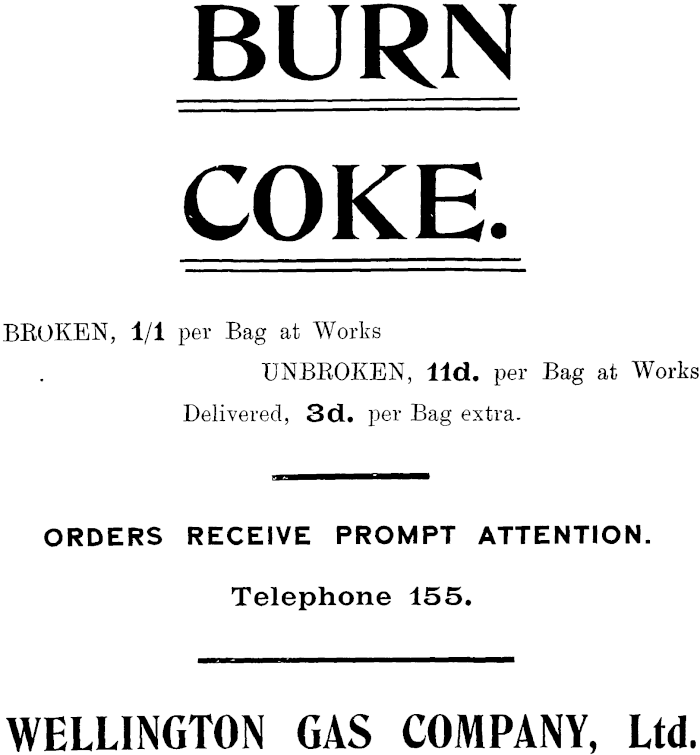 BURN
COKE.
BROKEN, 1/1 per Bag at Works
UNBROKEN, 11d. per Bag at Works
Delivered, 3d. per Bag extra.
ORDERS RECEIVE PROMPT ATTENTION.
Telephone 155.
WELLINGTON GAS COMPANY, Ltd.